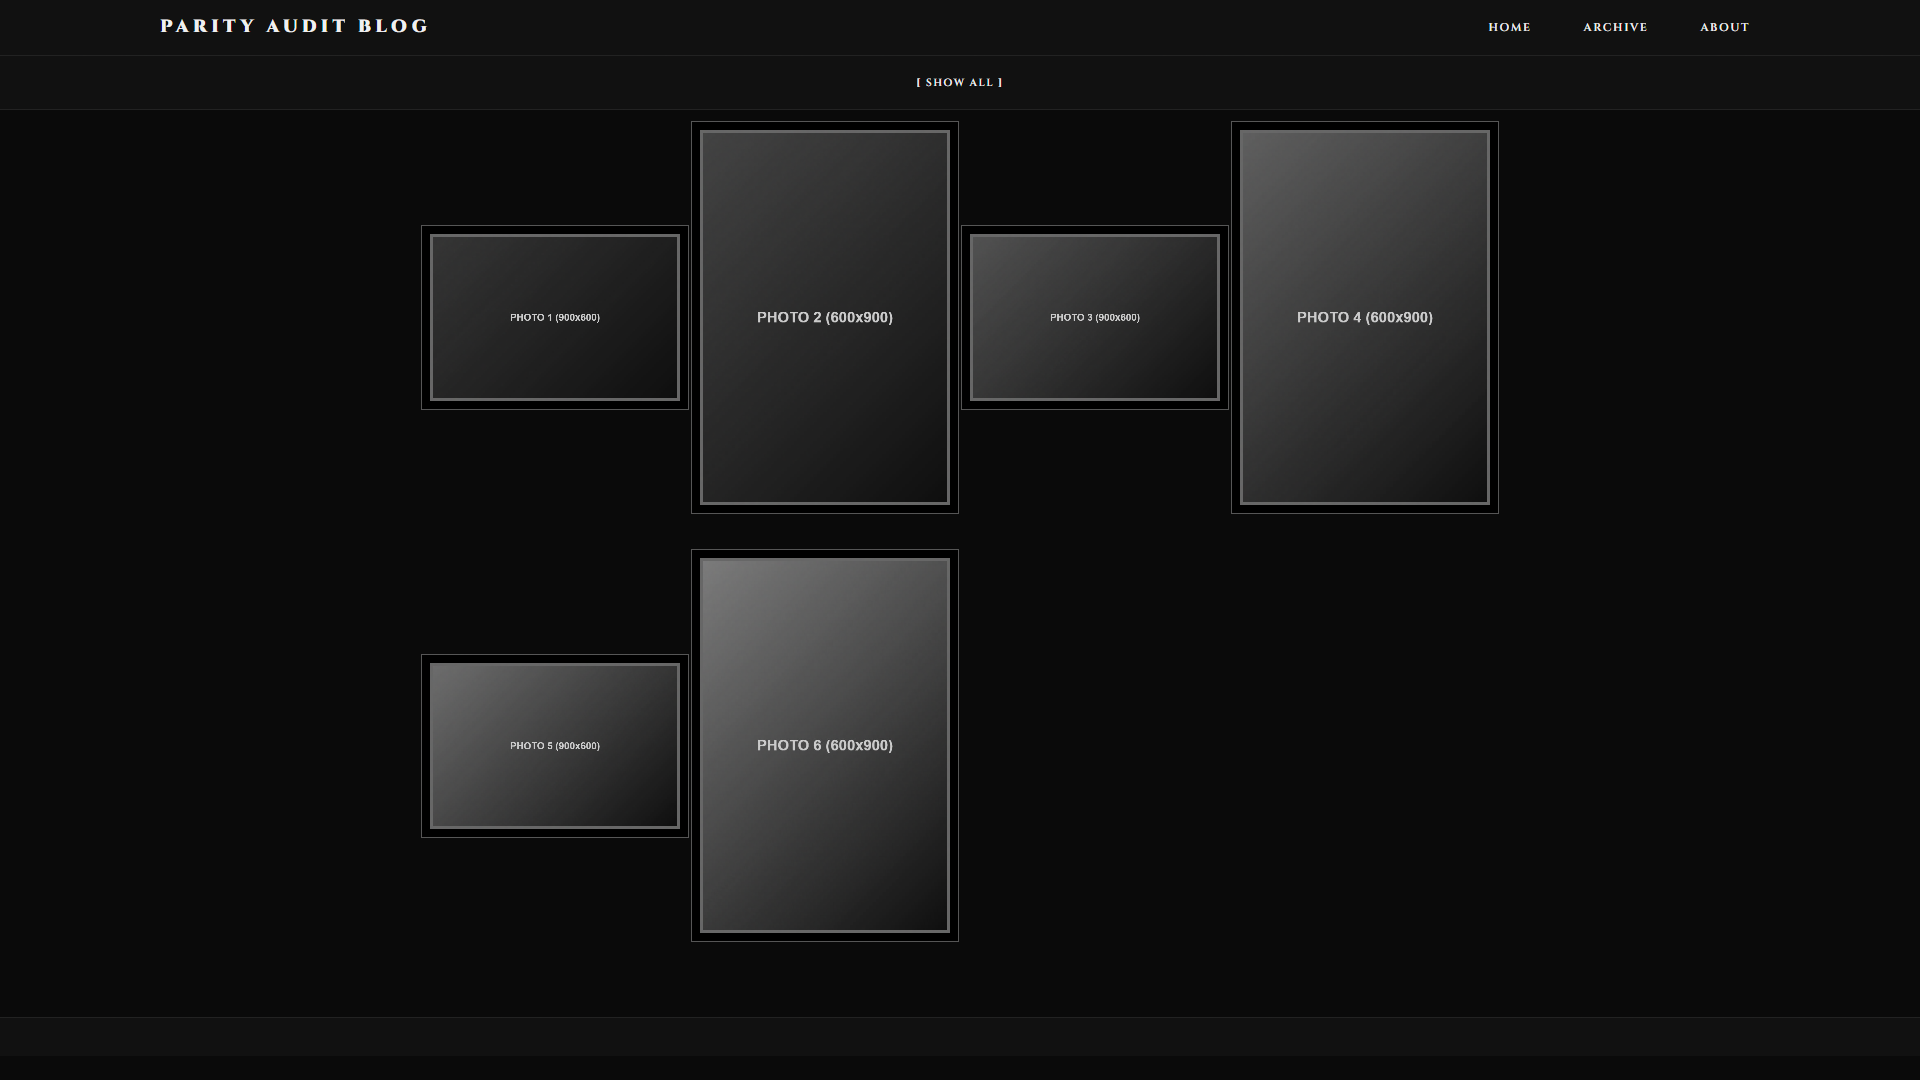 PARITY AUDIT BLOG
HOME ARCHIVE ABOUT
[ SHOW ALL ]
PHOTO 1 (900x600)
PHOTO 2 (600x900)
PHOTO 3 (900x600)
PHOTO 4 (600x900)
PHOTO 5 (900x600)
PHOTO 6 (600x900)